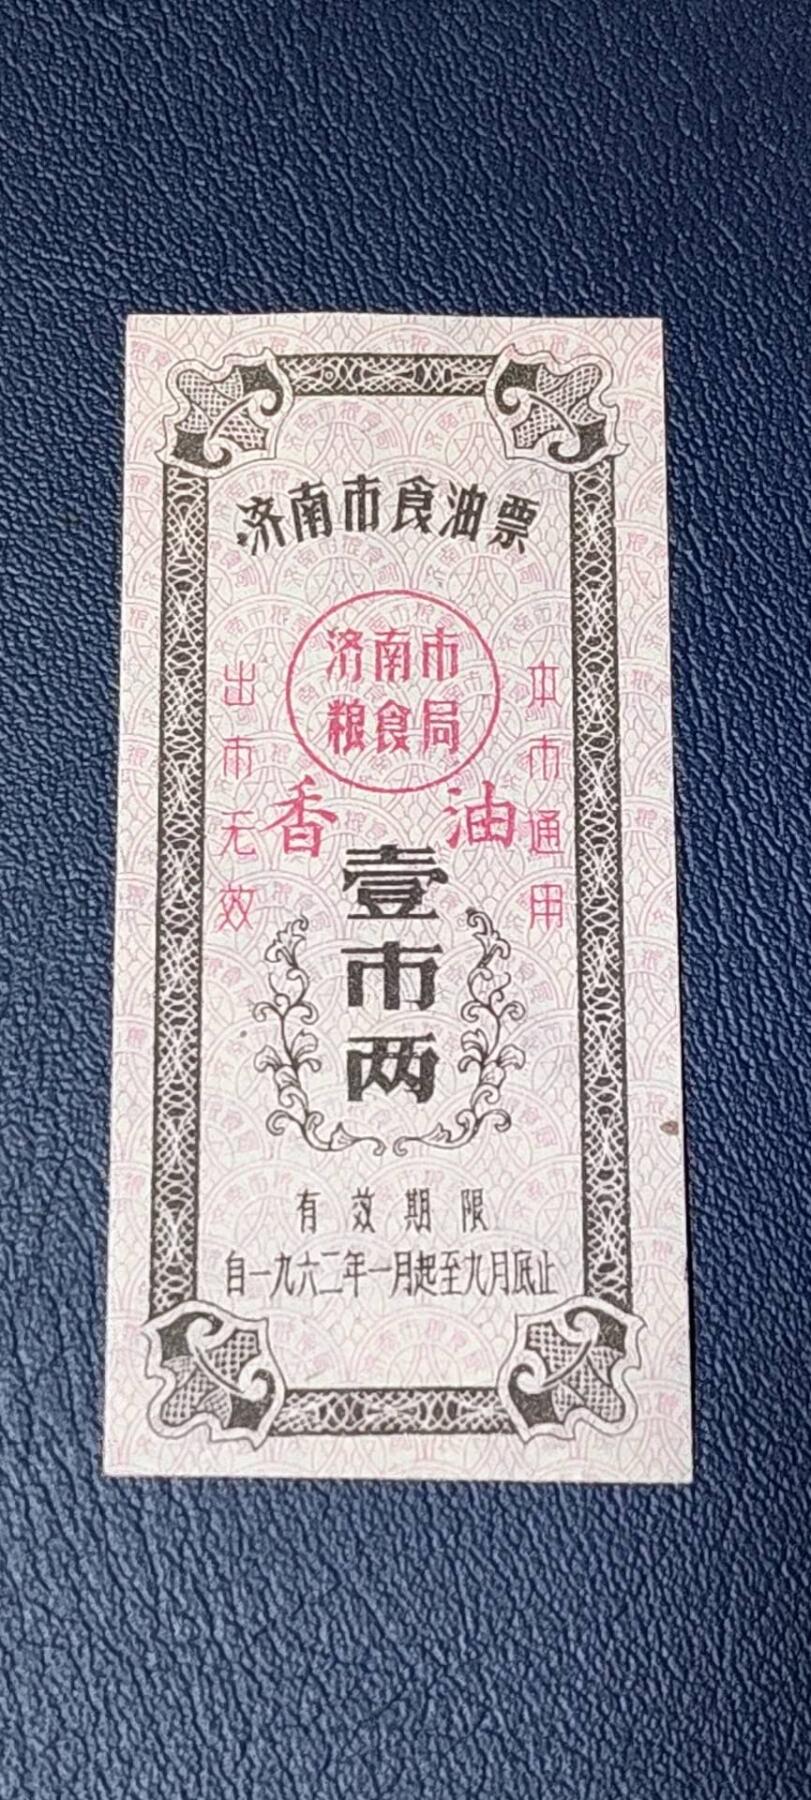 济南市食油票
济南市
粮食局
本市通用
出市无效
香油
壹市两
有效期限
自一九六二年一月起至九月底止